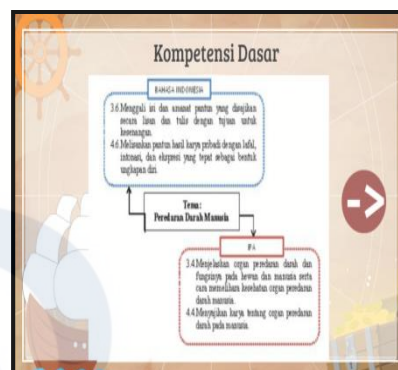 Kompetensi Dasar
BAHASA INDONESIA
3.6.Menggali isi dan amanat pantun yang disajikan
secara lisan dan tulis dengan tujuan untuk
kesenangan.
4.6.Melisankan pantun hasil karya pribadi dengan lafal,
intonasi, dan ekspresi yang tepat sebagai bentuk
ungkapan diri.
Tema:
Peredaran Darah Manusia
IPA
3.4.Menjelaskan organ peredaran darah dan
fungsinya pada hewan dan manusia serta
cara memelihara kesehatan organ peredaran
darah manusia.
4.4.Menyajikan karya tentang organ peredaran
darah pada manusia.